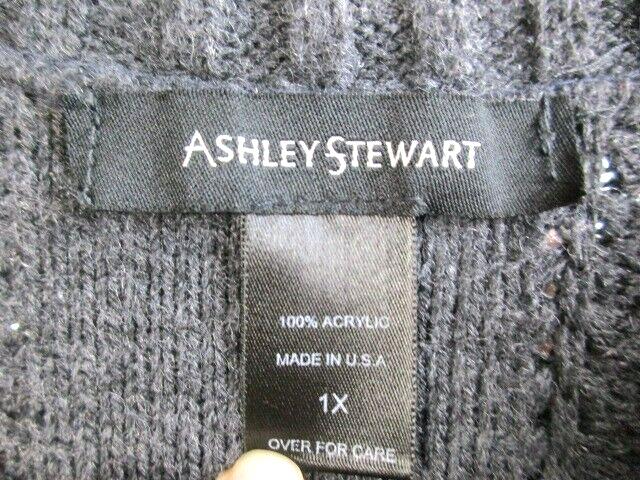 ASHLEY STEWART
100% ACRYLIC
MADE IN U.S.A
1X
OVER FOR CARE